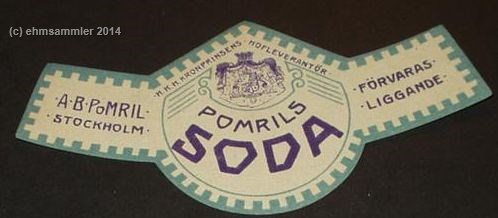 (c) ehmsammler 2014
H.K.H. KRONPRINSENS HOFLEVERANTÖR
A·B·POMRIL·
·STOCKHOLM·
POMRILS
SODA
·FÖRVARAS·
·LIGGANDE·